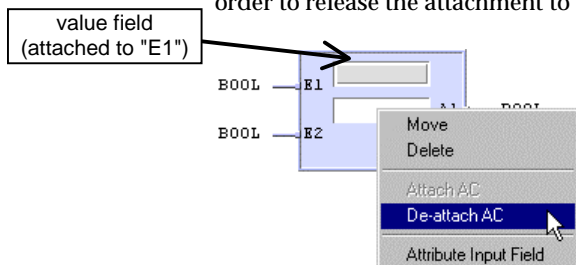 order to release the attachment to
value field
(attached to "E1")
BOOL E1
A1 BOOL
BOOL E2
Move
Delete
Attach AC
De-attach AC
Attribute Input Field